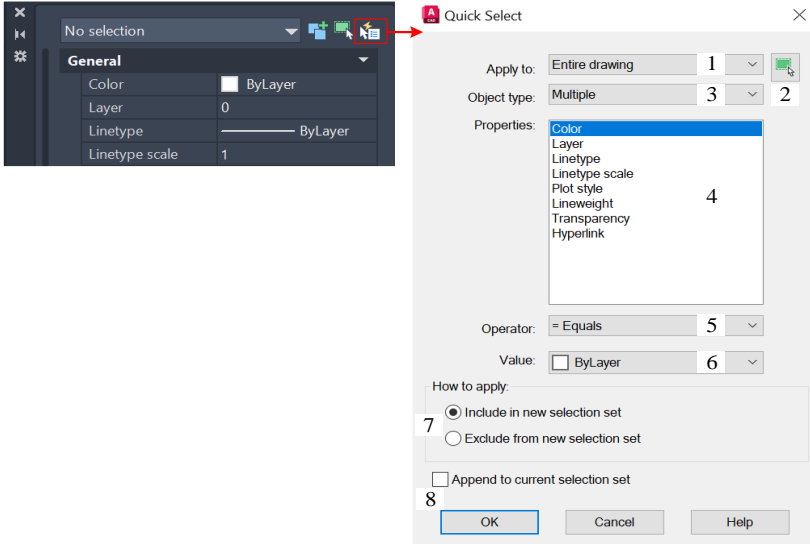 No selection
General
Color ByLayer
Layer 0
Linetype ByLayer
Linetype scale 1
A
CAD
Quick Select
Apply to: Entire drawing 1
Object type: Multiple 3 2
Properties:
Color
Layer
Linetype
Linetype scale
Plot style
Lineweight
Transparency
Hyperlink
4
Operator: = Equals 5
Value: ByLayer 6
How to apply:
Include in new selection set
7
Exclude from new selection set
Append to current selection set
8
OK Cancel Help